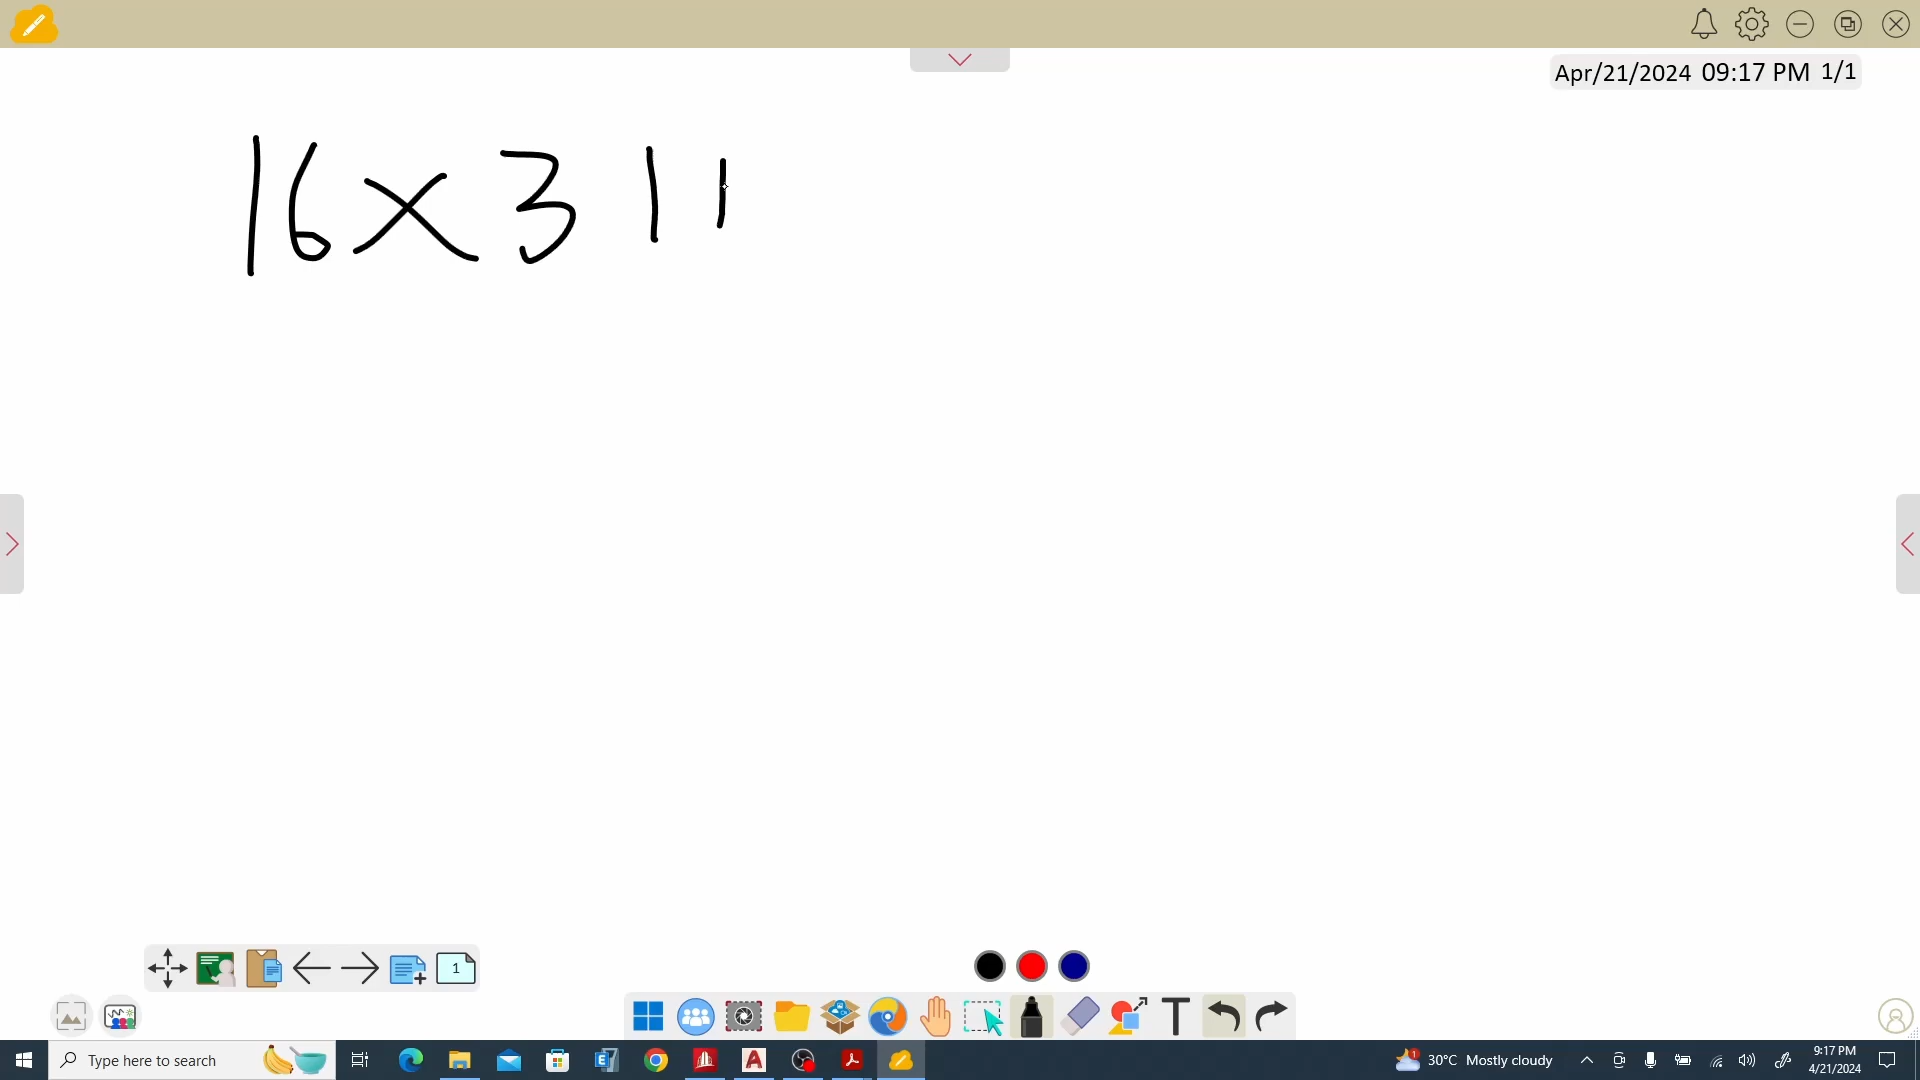 Apr/21/2024 09:17 PM 1/1
16x3 11
1
Type here to search
30°C Mostly cloudy
9:17 PM
4/21/2024